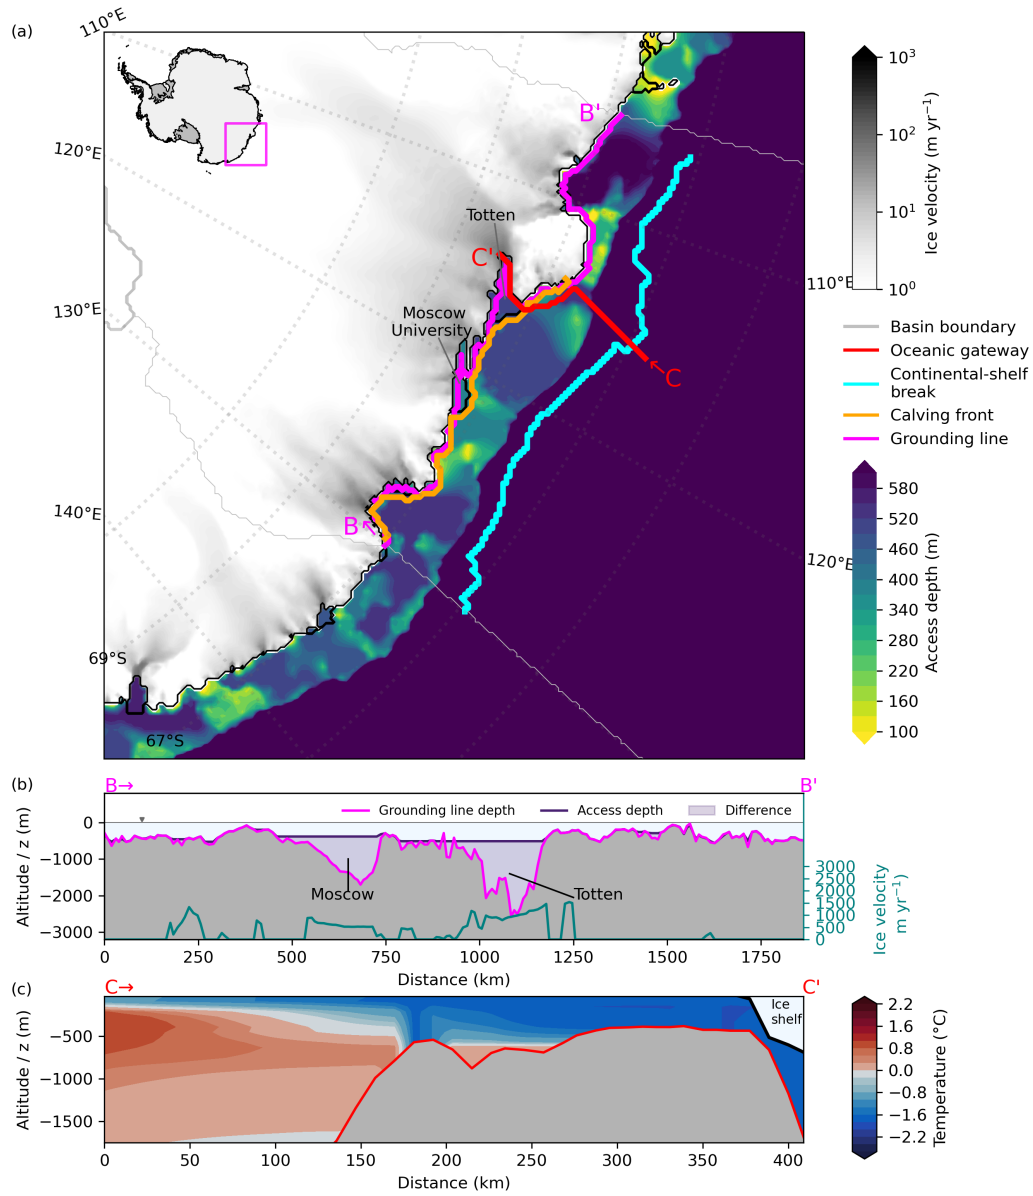 (a)
110°E
120°E
130°E
140°E
69°S
67°S
110°E
120°E
B'
Totten
C'
Moscow
University
←C
B↖
10³
10²
10¹
10⁰
Ice velocity (m yr⁻¹)
Basin boundary
Oceanic gateway
Continental-shelf
break
Calving front
Grounding line
580
520
460
400
340
280
220
160
100
Access depth (m)
(b)
B→
B'
Grounding line depth
Access depth
Difference
0
−1000
−2000
−3000
Altitude / z (m)
Moscow
Totten
3000
2500
2000
1500
1000
500
0
Ice velocity
m yr⁻¹)
0
250
500
750
1000
1250
1500
1750
Distance (km)
(c)
C→
C'
−500
−1000
−1500
Altitude / z (m)
Ice
shelf
0
50
100
150
200
250
300
350
400
Distance (km)
2.2
1.6
0.8
0.0
−0.8
−1.6
−2.2
Temperature (°C)